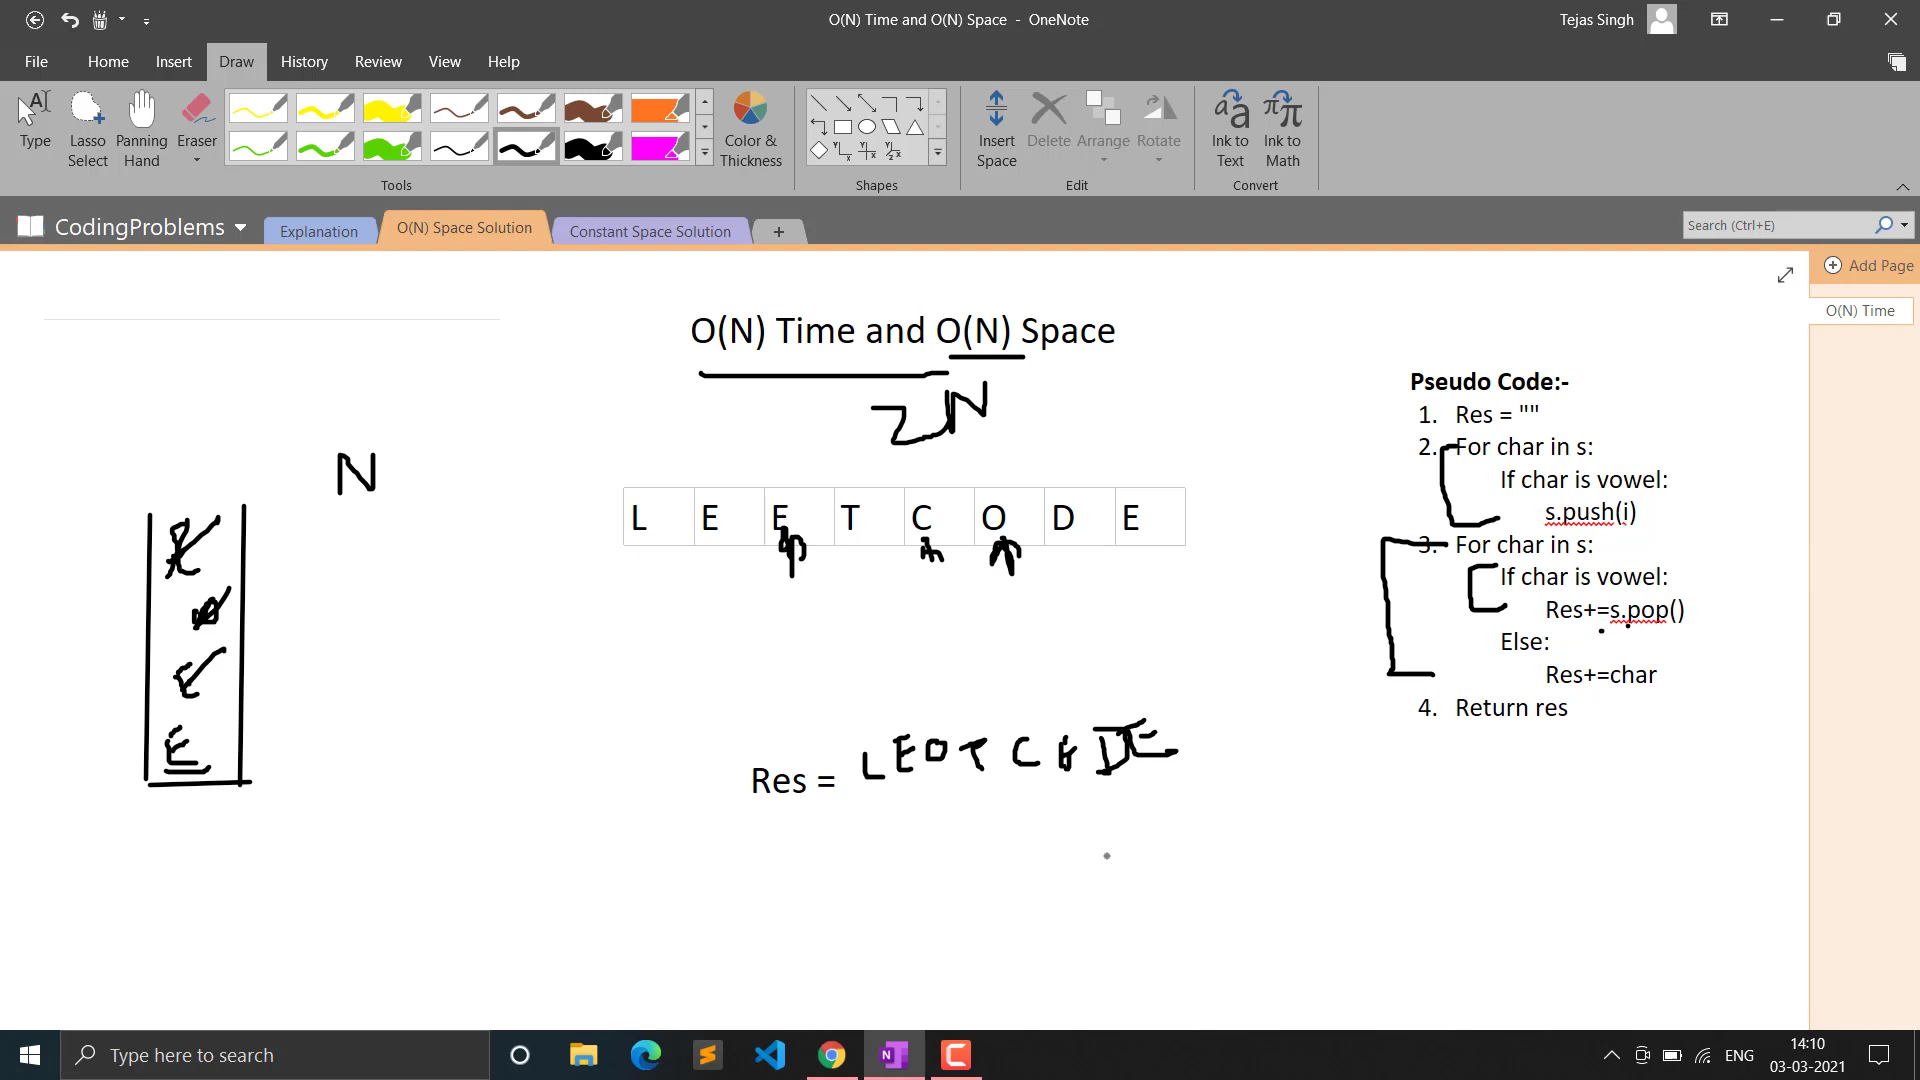 O(N) Time and O(N) Space - OneNote
Tejas Singh
File Home Insert Draw History Review View Help
Type
Lasso Select
Panning Hand
Eraser
Color & Thickness
Insert Space
Delete
Arrange
Rotate
Ink to Text
Ink to Math
Tools
Shapes
Edit
Convert
CodingProblems
Explanation
O(N) Space Solution
Constant Space Solution
+
Search (Ctrl+E)
Add Page
O(N) Time
O(N) Time and O(N) Space
2N
N
L E E T C O D E
E
E
Res = L E O T C E D E
Pseudo Code:-
1. Res = ""
2. For char in s:
If char is vowel:
s.push(i)
3. For char in s:
If char is vowel:
Res+=s.pop()
Else:
Res+=char
4. Return res
Type here to search
ENG
14:10
03-03-2021